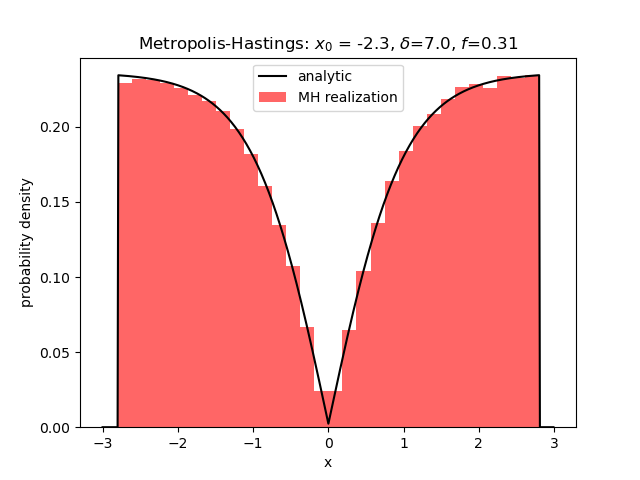 Metropolis-Hastings: x₀ = -2.3, δ=7.0, f=0.31
analytic
MH realization
probability density
0.20
0.15
0.10
0.05
0.00
−3 −2 −1 0 1 2 3
x